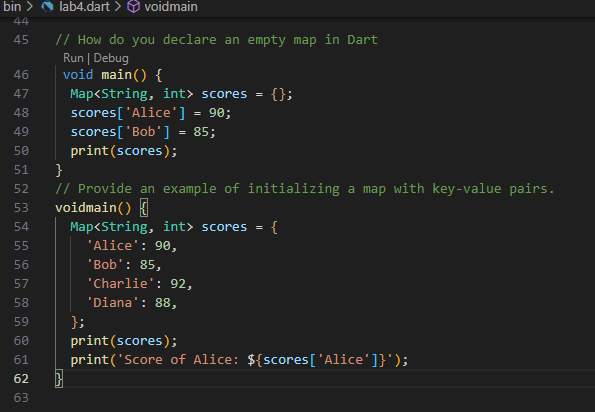 bin > lab4.dart > voidmain
44
45 // How do you declare an empty map in Dart
Run | Debug
46 void main() {
47 Map<String, int> scores = {};
48 scores['Alice'] = 90;
49 scores['Bob'] = 85;
50 print(scores);
51 }
52 // Provide an example of initializing a map with key-value pairs.
53 voidmain() {
54 Map<String, int> scores = {
55 'Alice': 90,
56 'Bob': 85,
57 'Charlie': 92,
58 'Diana': 88,
59 };
60 print(scores);
61 print('Score of Alice: ${scores['Alice']}');
62 }
63